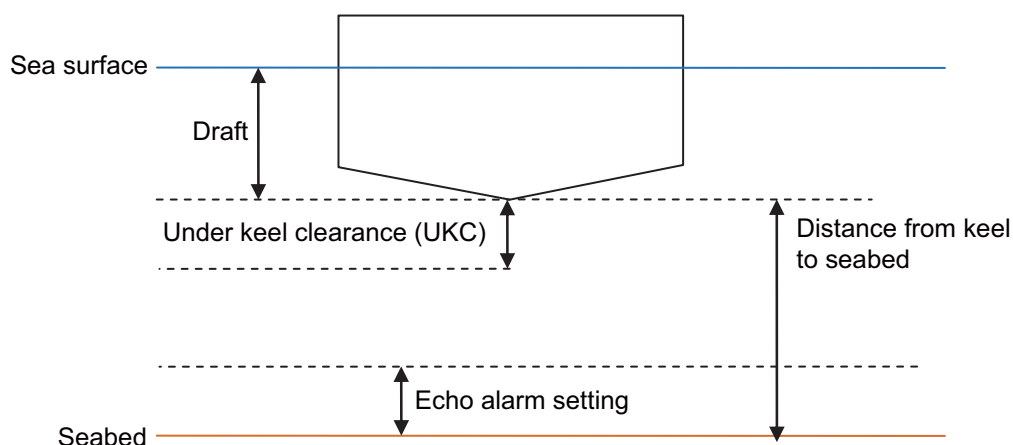 Sea surface
Draft
Under keel clearance (UKC)
Distance from keel
to seabed
Echo alarm setting
Seabed